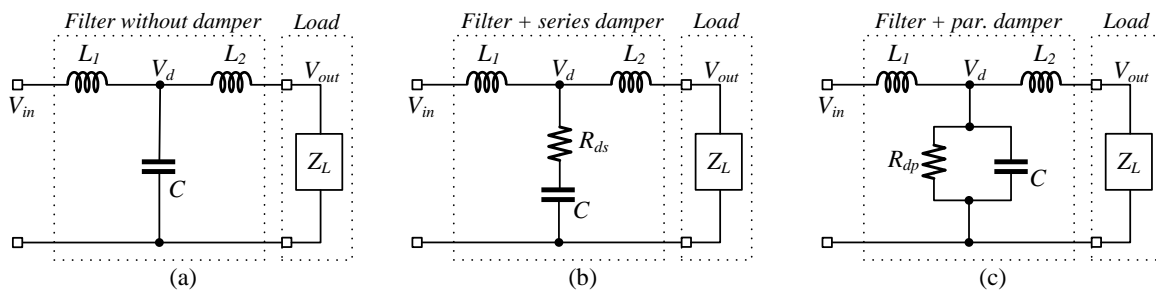 Filter without damper Load
L1 L2
Vd
Vout
Vin
ZL
C
(a)
Filter + series damper Load
L1 L2
Vd
Vout
Vin
Rds
ZL
C
(b)
Filter + par. damper Load
L1 L2
Vd
Vout
Vin
Rdp
ZL
C
(c)